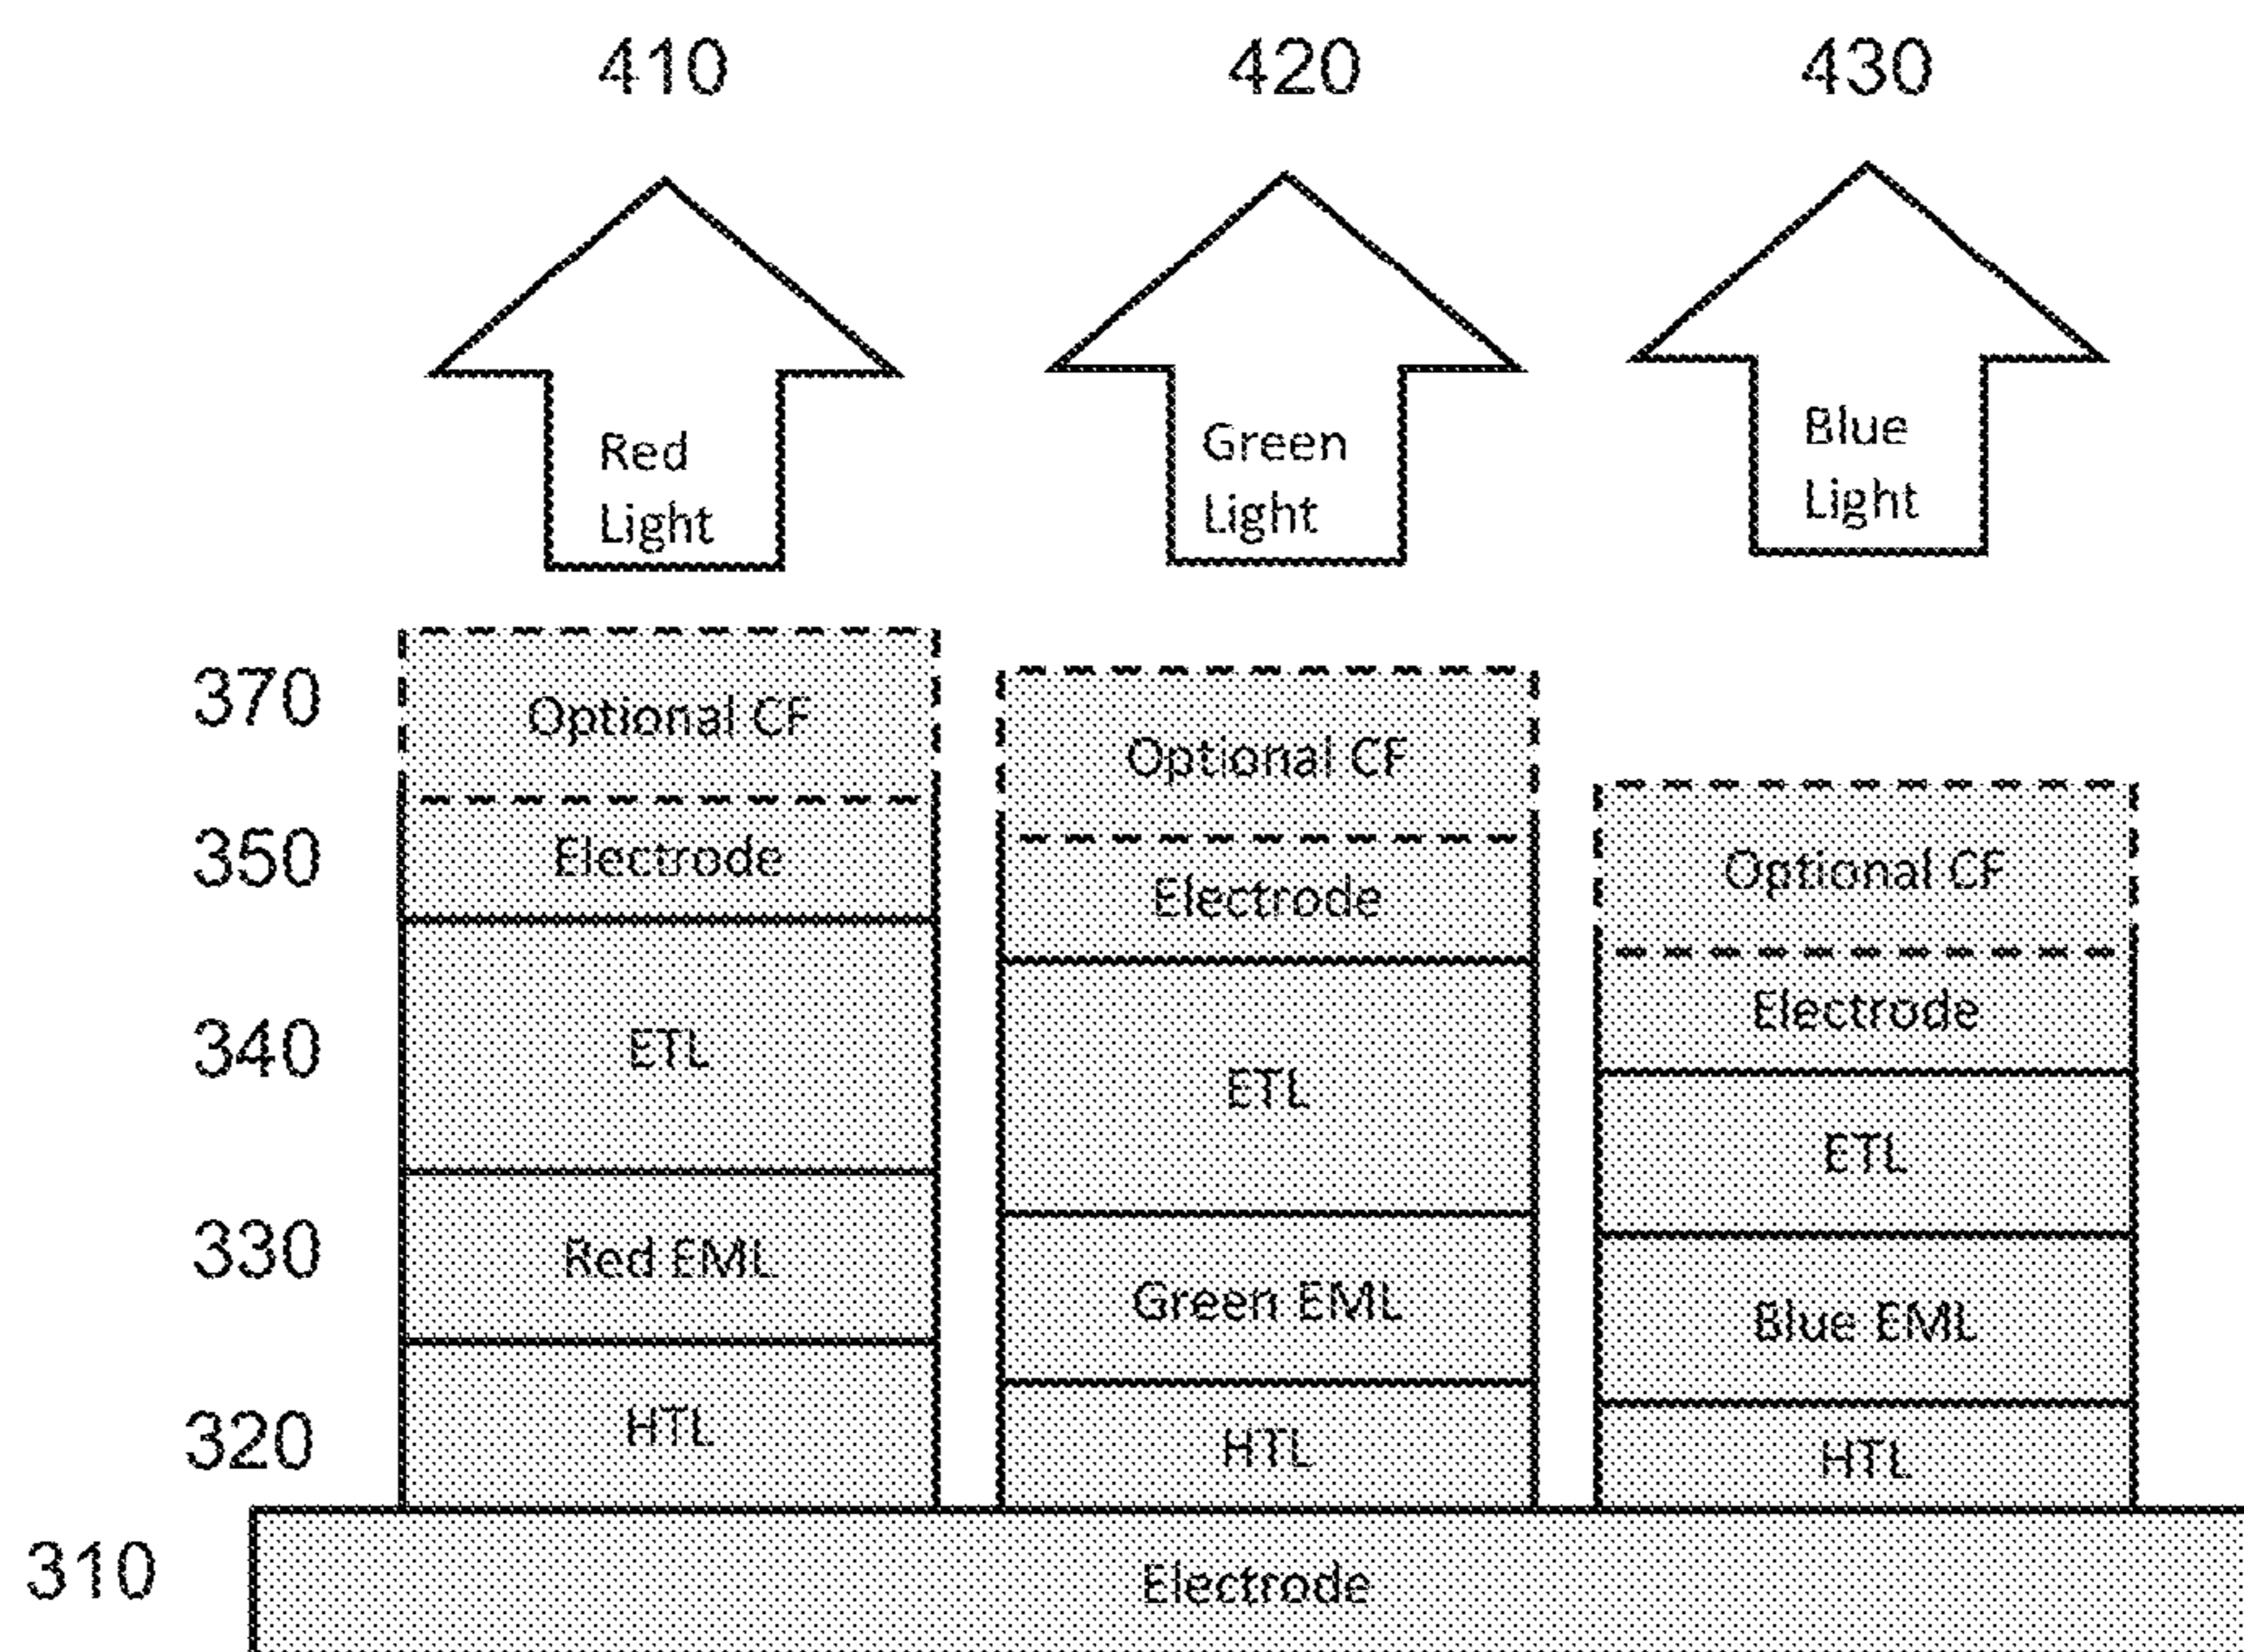 410
420
430
Red
Light
Green
Light
Blue
Light
370
Optional CF
Optional CF
Optional CF
350
Electrode
Electrode
Electrode
340
ETL
ETL
ETL
330
Red EML
Green EML
Blue EML
320
HTL
HTL
HTL
310
Electrode